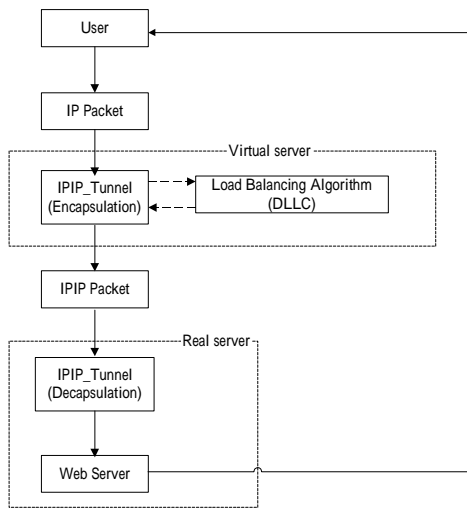 User
IP Packet
Virtual server
IPIP_Tunnel
(Encapsulation)
Load Balancing Algorithm
(DLLC)
IPIP Packet
Real server
IPIP_Tunnel
(Decapsulation)
Web Server